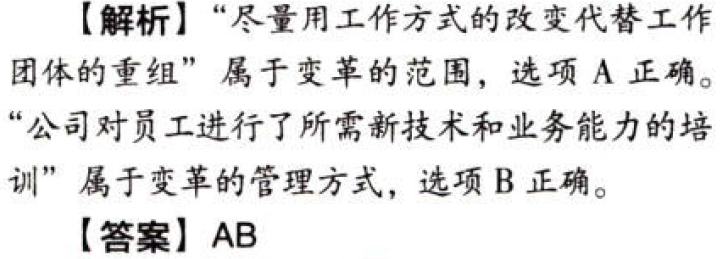 【解析】“尽量用工作方式的改变代替工作
团体的重组”属于变革的范围，选项 A 正确。
“公司对员工进行了所需新技术和业务能力的培
训”属于变革的管理方式，选项 B 正确。
【答案】AB